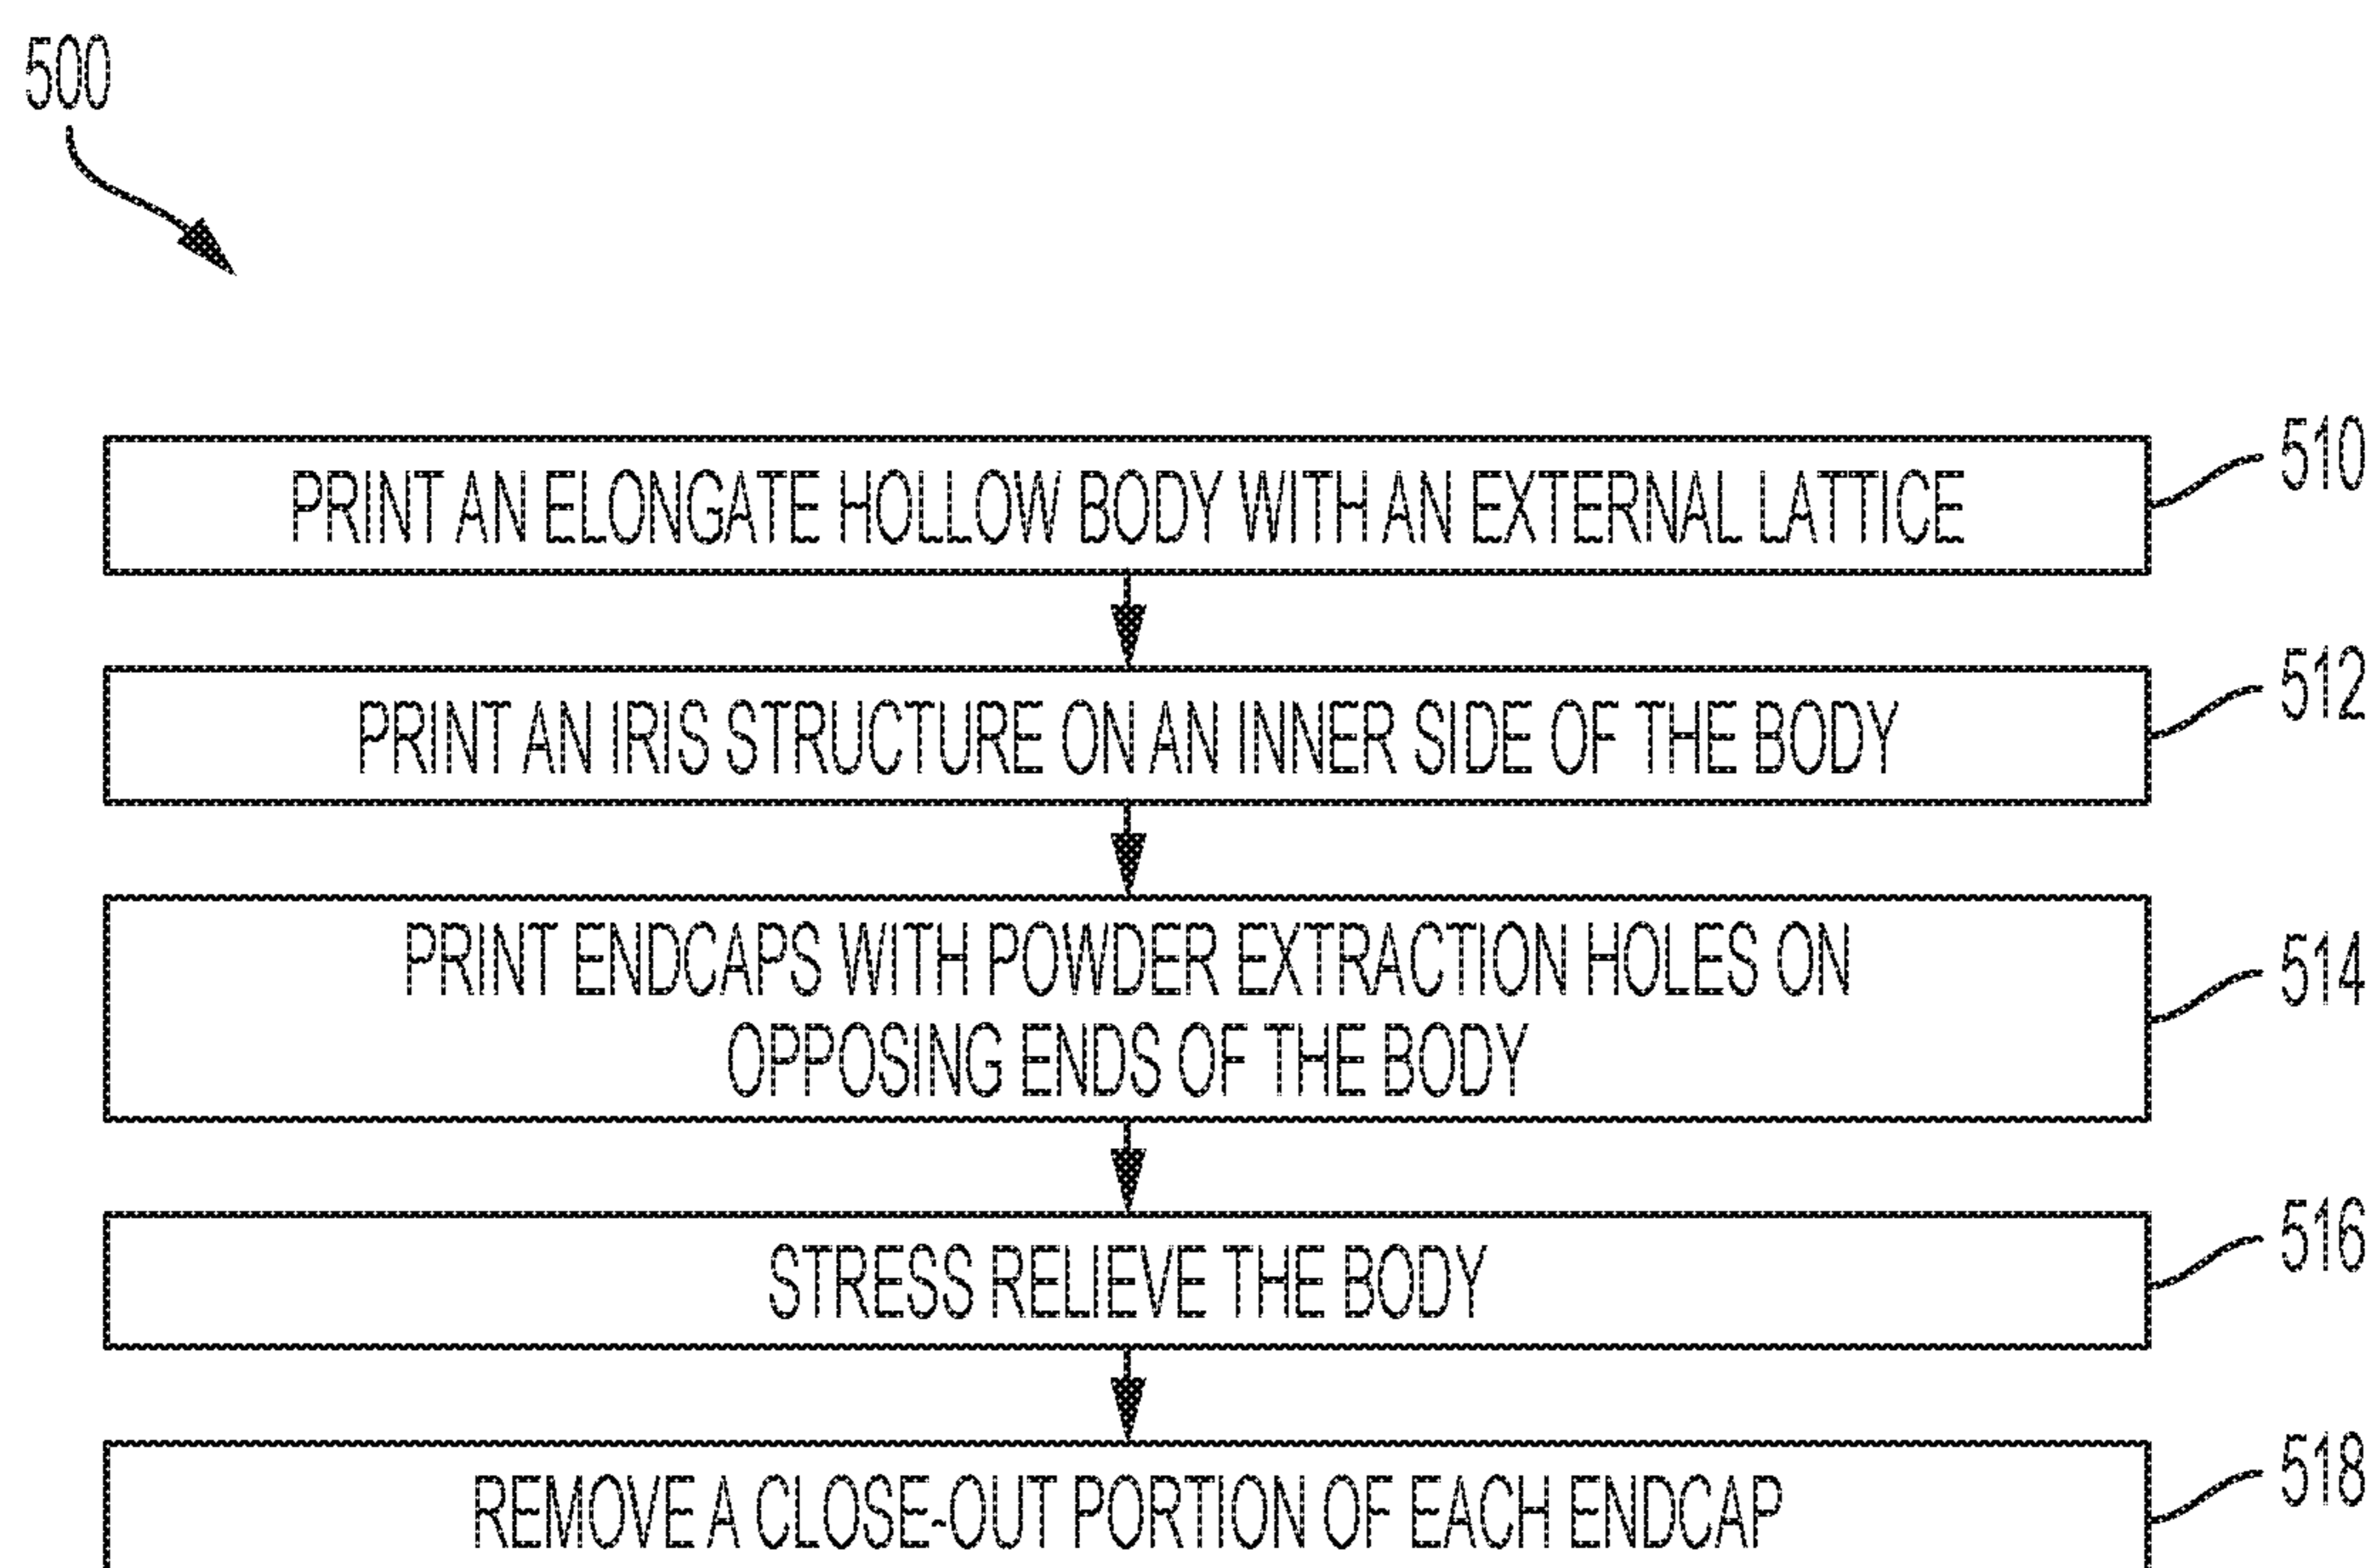 500
PRINT AN ELONGATE HOLLOW BODY WITH AN EXTERNAL LATTICE
510
PRINT AN IRIS STRUCTURE ON AN INNER SIDE OF THE BODY
512
PRINT ENDCAPS WITH POWDER EXTRACTION HOLES ON
OPPOSING ENDS OF THE BODY
514
STRESS RELIEVE THE BODY
516
REMOVE A CLOSE-OUT PORTION OF EACH ENDCAP
518